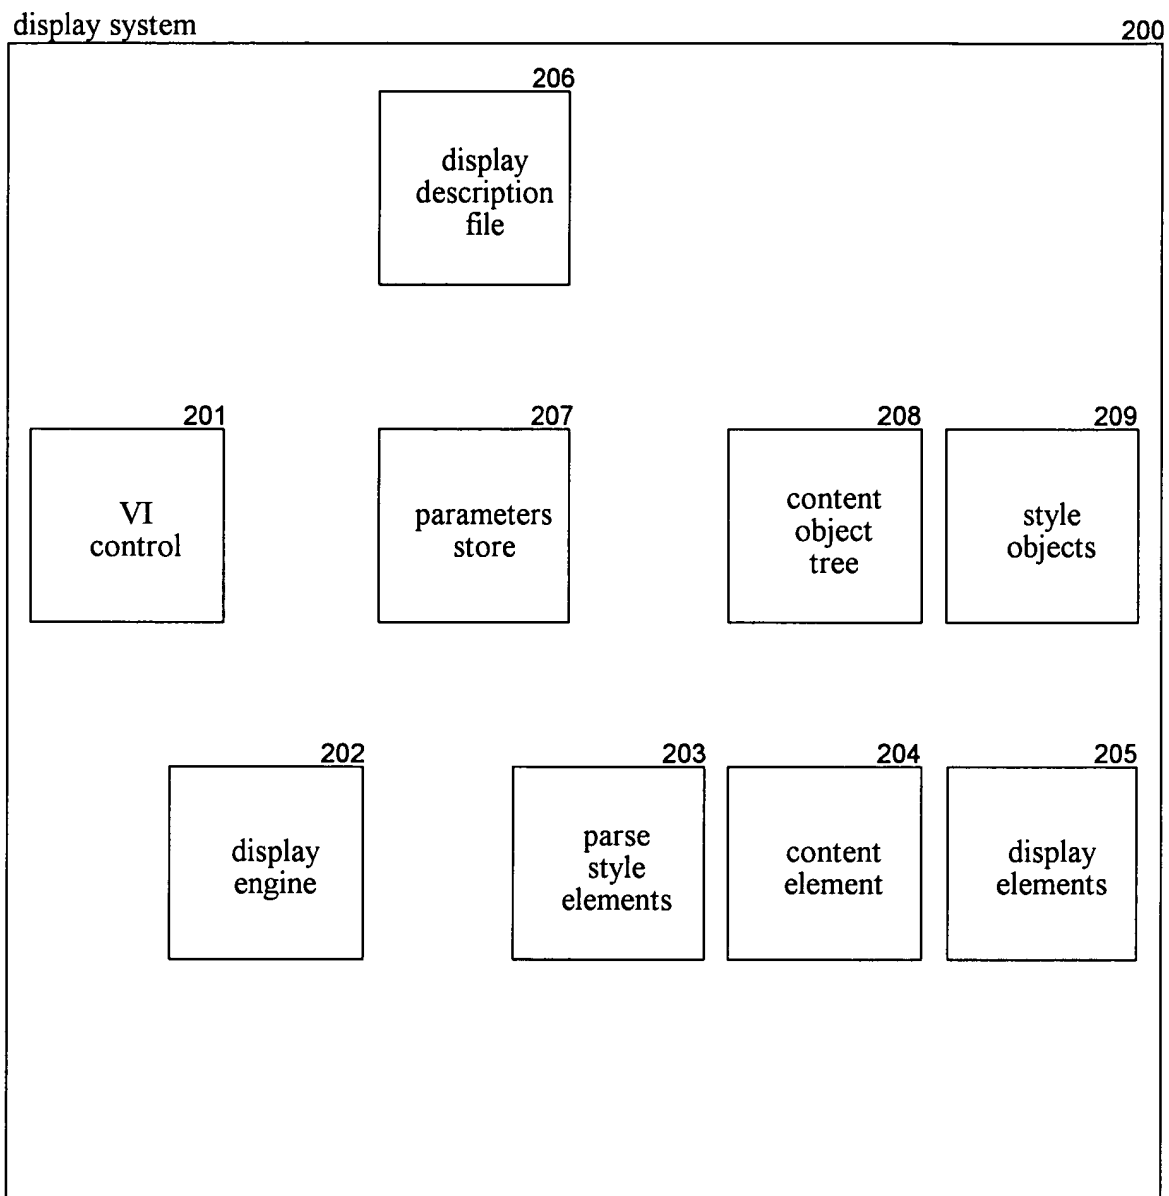 display system
200
206
display
description
file
201
VI
control
207
parameters
store
208
content
object
tree
209
style
objects
202
display
engine
203
parse
style
elements
204
content
element
205
display
elements